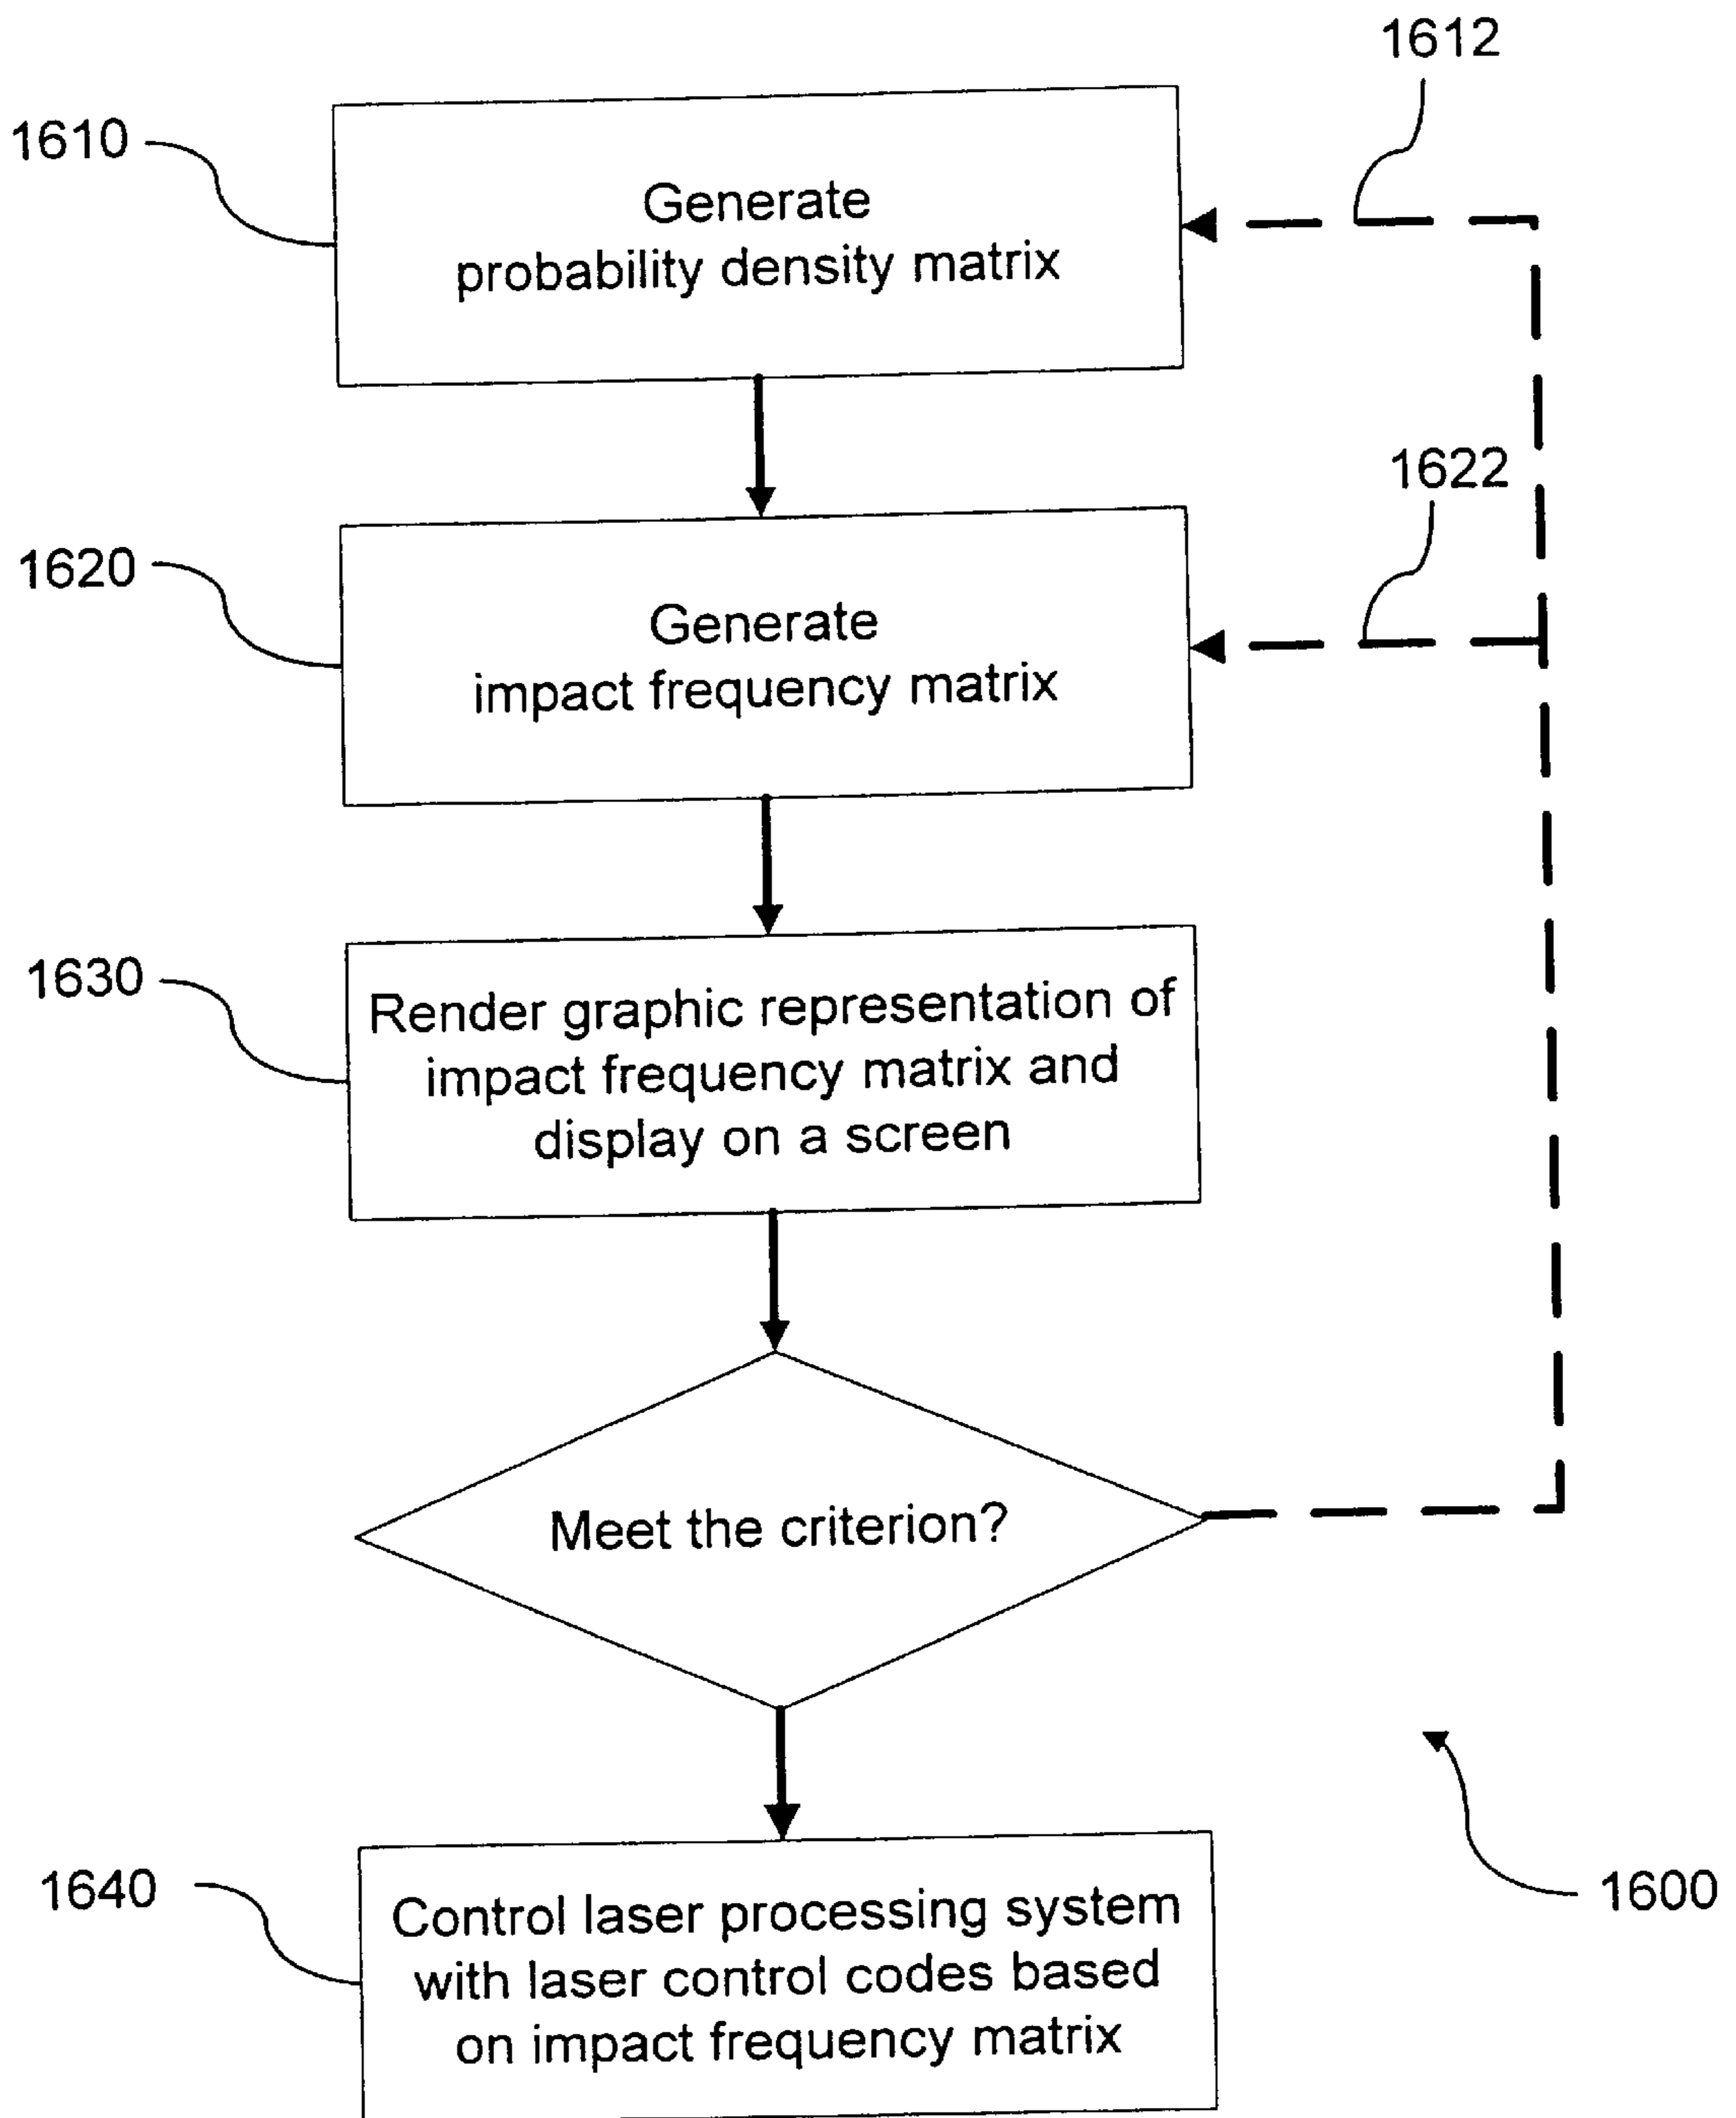 1612
1610
Generate
probability density matrix
1622
1620
Generate
impact frequency matrix
1630
Render graphic representation of
impact frequency matrix and
display on a screen
Meet the criterion?
1640
Control laser processing system
with laser control codes based
on impact frequency matrix
1600